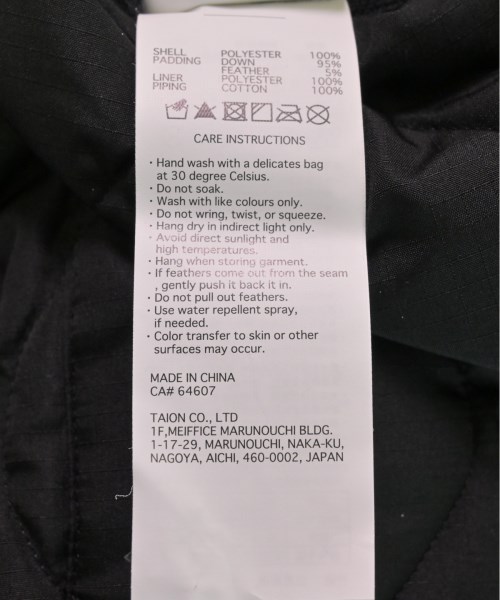 SHELL POLYESTER 100%
PADDING DOWN 95%
FEATHER 5%
LINER POLYESTER 100%
PIPING COTTON 100%
CARE INSTRUCTIONS
· Hand wash with a delicates bag
at 30 degree Celsius.
· Do not soak.
· Wash with like colours only.
· Do not wring, twist, or squeeze.
· Hang dry in indirect light only.
· Avoid direct sunlight and
high temperatures.
· Hang when storing garment.
· If feathers come out from the seam
, gently push it back it in.
· Do not pull out feathers.
· Use water repellent spray,
if needed.
· Color transfer to skin or other
surfaces may occur.
MADE IN CHINA
CA# 64607
TAION CO., LTD
1F,MEIFFICE MARUNOUCHI BLDG.
1-17-29, MARUNOUCHI, NAKA-KU,
NAGOYA, AICHI, 460-0002, JAPAN